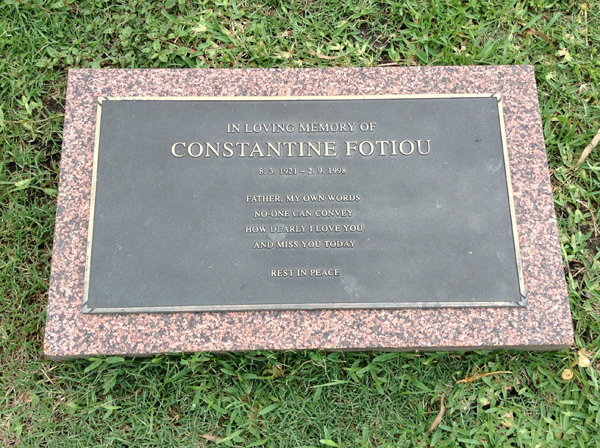 IN LOVING MEMORY OF
CONSTANTINE FOTIOU
8. 3. 1921 – 2. 9. 1998
FATHER, MY OWN WORDS
NO-ONE CAN CONVEY
HOW DEARLY I LOVE YOU
AND MISS YOU TODAY
REST IN PEACE